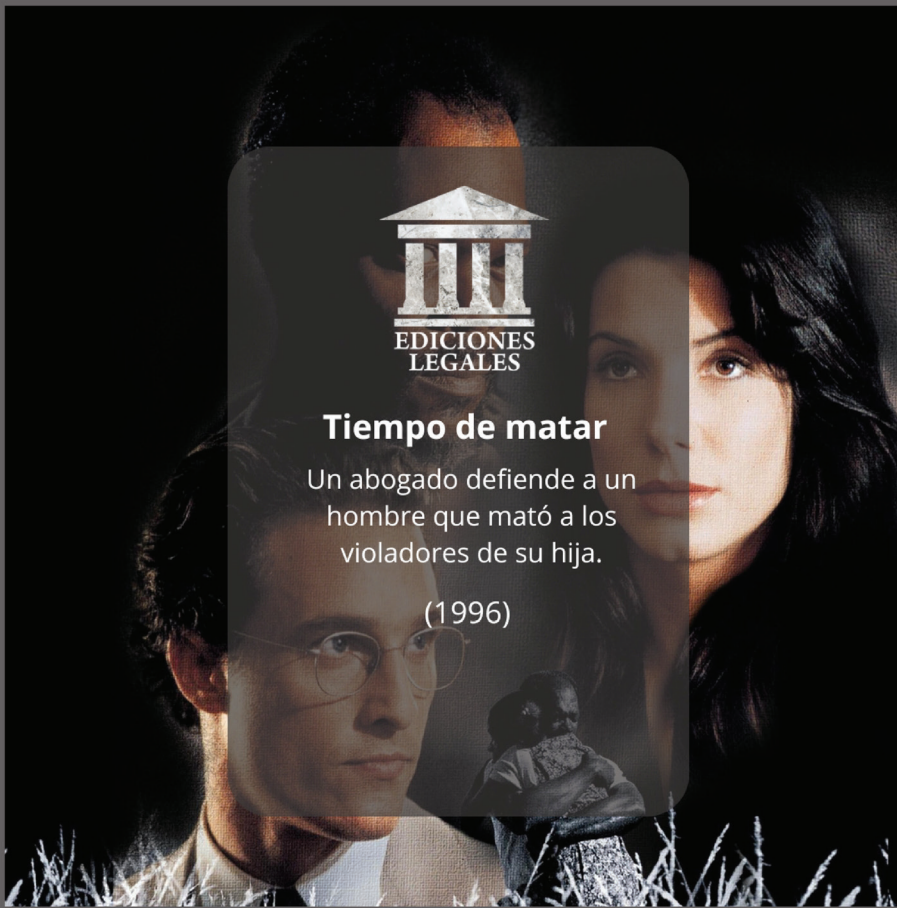 EDICIONES
LEGALES
Tiempo de matar
Un abogado defiende a un
hombre que mató a los
violadores de su hija.
(1996)